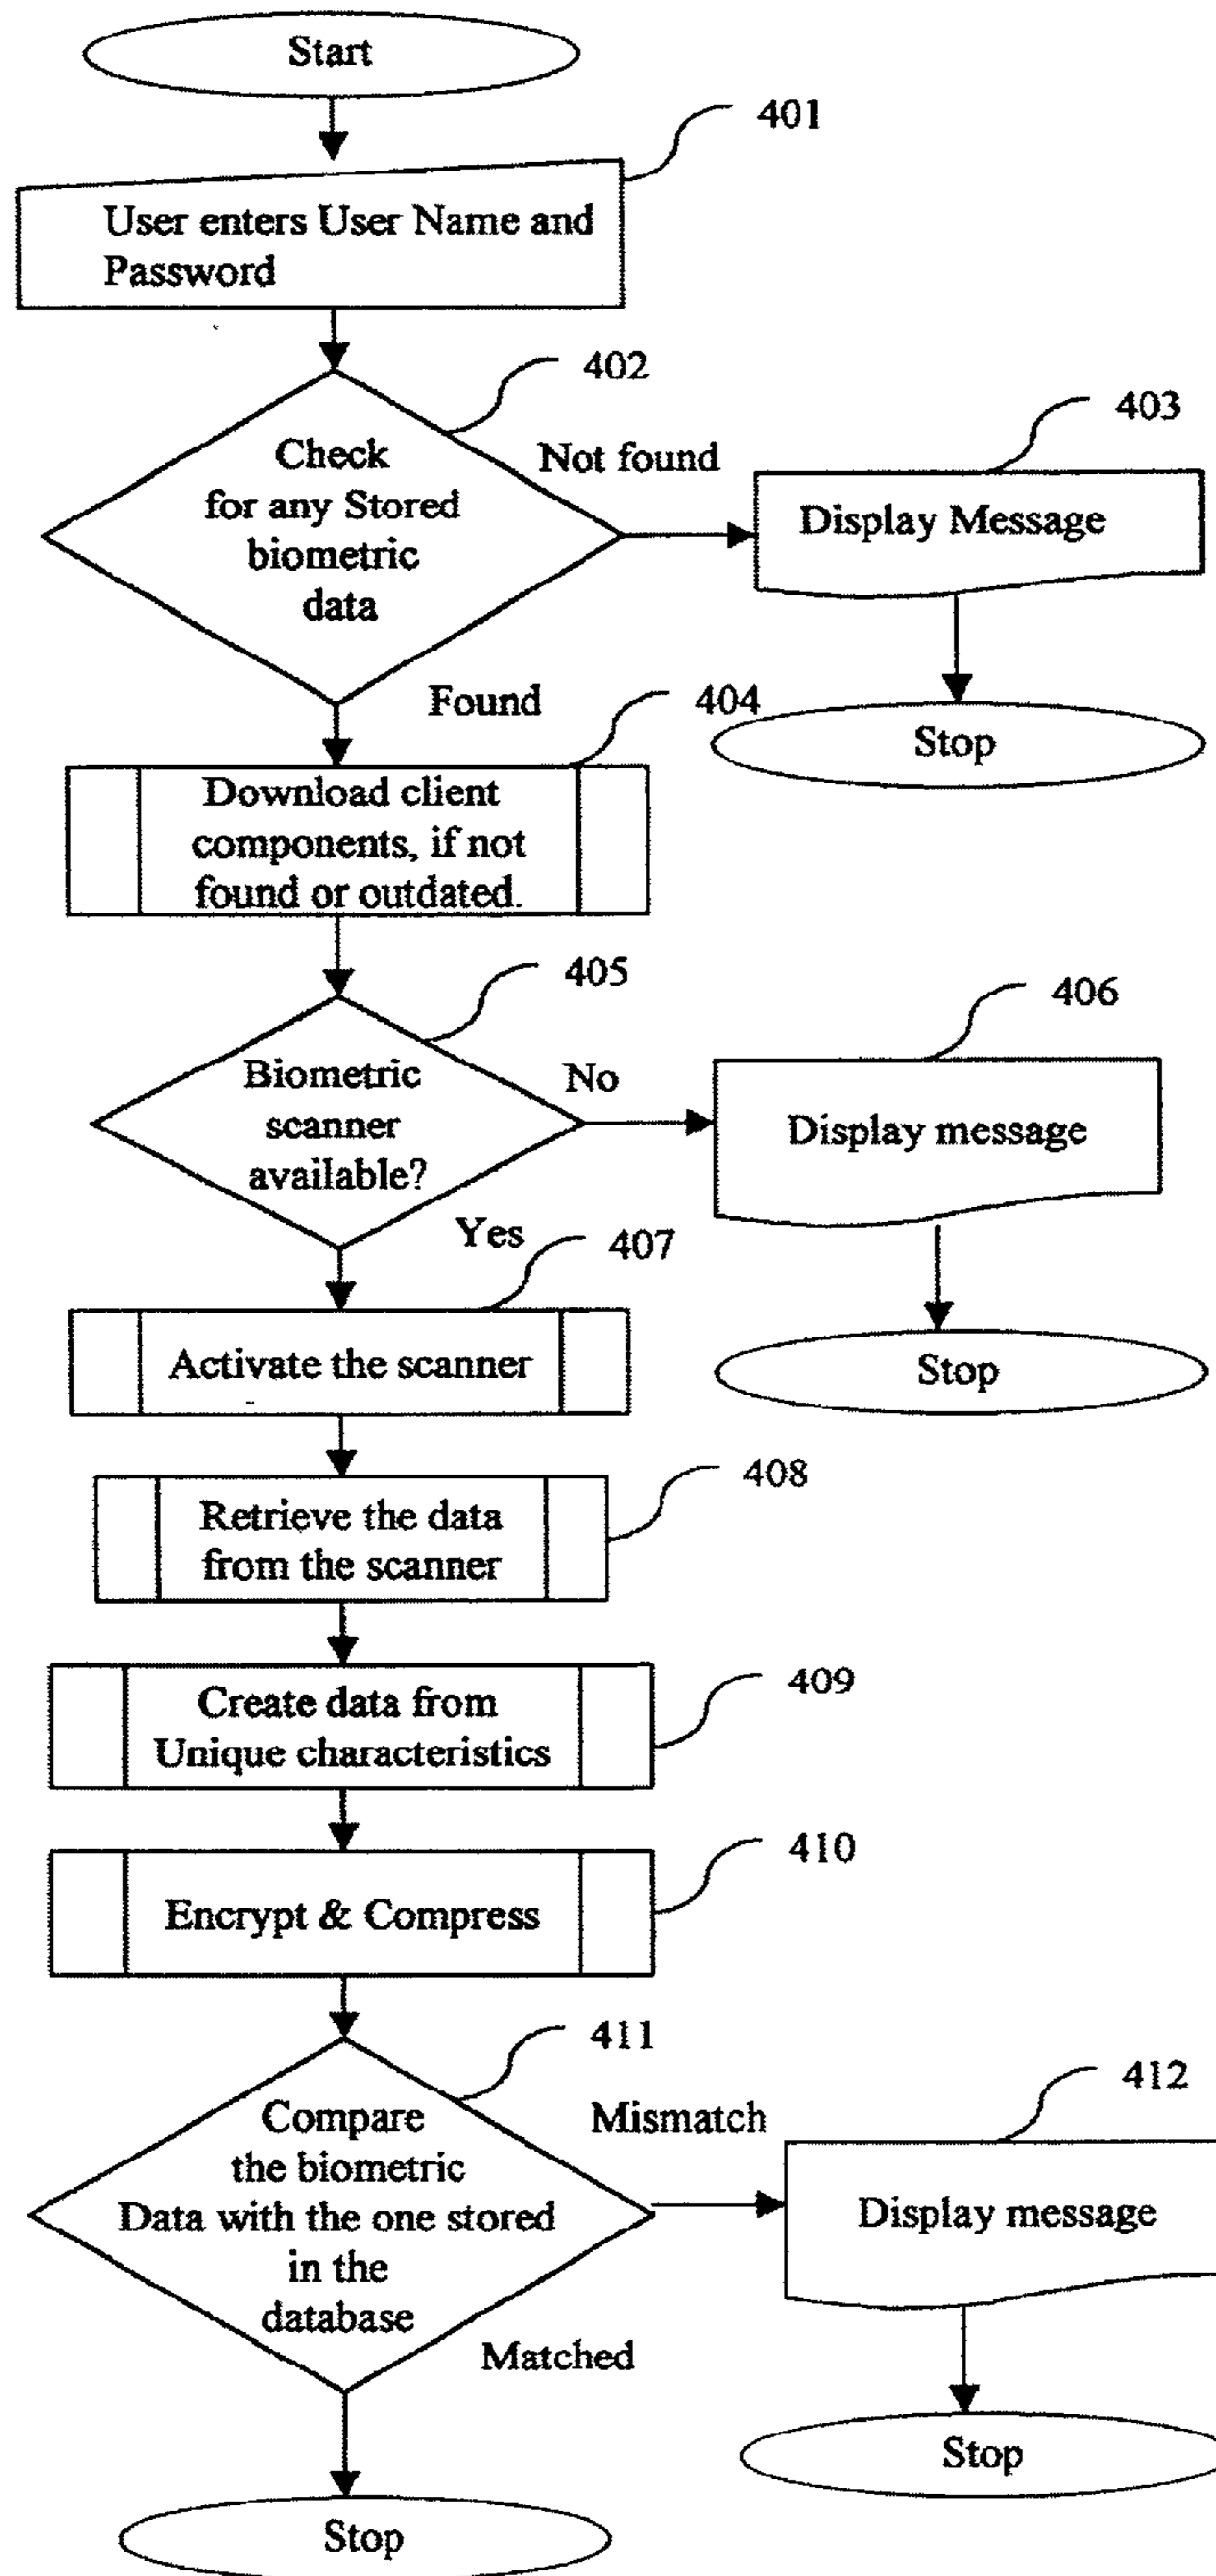 Start
401
User enters User Name and
Password
402
Check
for any Stored
biometric
data
Not found
403
Display Message
Stop
Found
404
Download client
components, if not
found or outdated.
405
Biometric
scanner
available?
No
406
Display message
Stop
Yes
407
Activate the scanner
408
Retrieve the data
from the scanner
409
Create data from
Unique characteristics
410
Encrypt & Compress
411
Compare
the biometric
Data with the one stored
in the
database
Mismatch
412
Display message
Stop
Matched
Stop